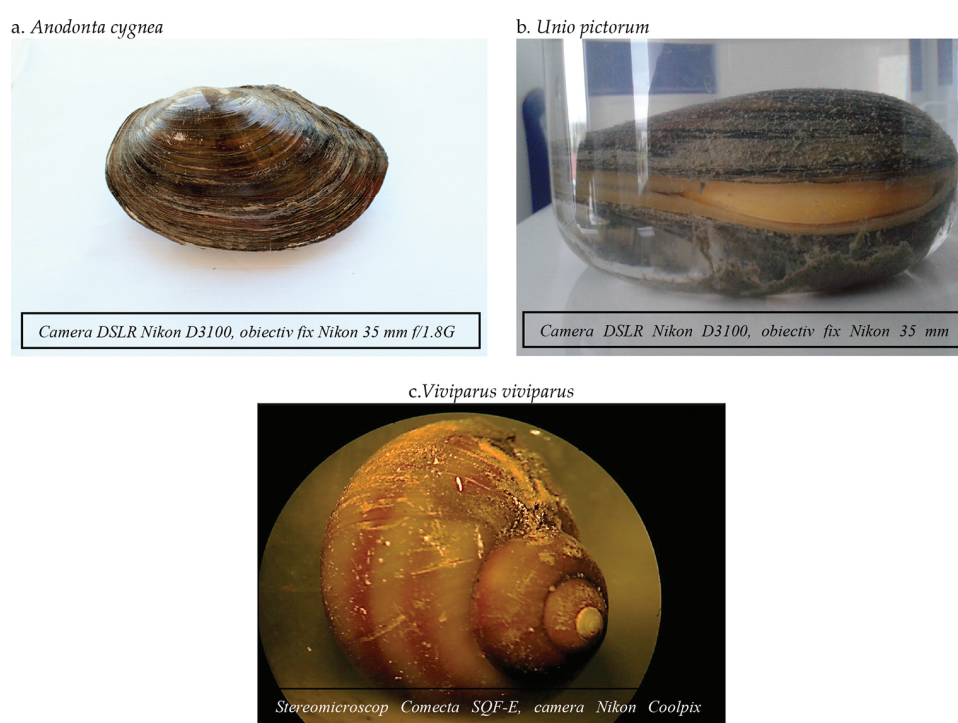 a. Anodonta cygnea
b. Unio pictorum
Camera DSLR Nikon D3100, obiectiv fix Nikon 35 mm f/1.8G
Camera DSLR Nikon D3100, obiectiv fix Nikon 35 mm
c.Viviparus viviparus
Stereomicroscop Comecta SQF-E, camera Nikon Coolpix